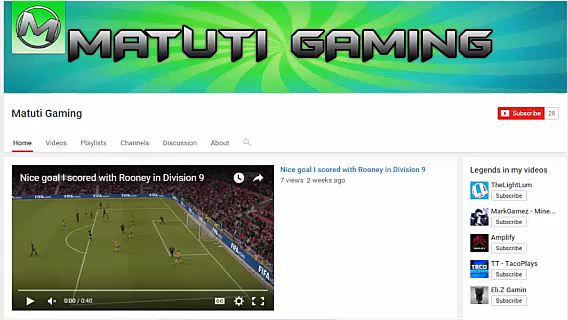 MATUTI GAMING
Matuti Gaming
Subscribe 28
Home Videos Playlists Channels Discussion About
Nice goal I scored with Rooney in Division 9
0:00 / 0:40
Nice goal I scored with Rooney in Division 9
7 views 2 weeks ago
Legends in my videos
TheLightLum
Subscribe
MarkGamez - Mine...
Subscribe
Amplify
Subscribe
TT - TacoPlays
Subscribe
Eli.Z Gamin
Subscribe